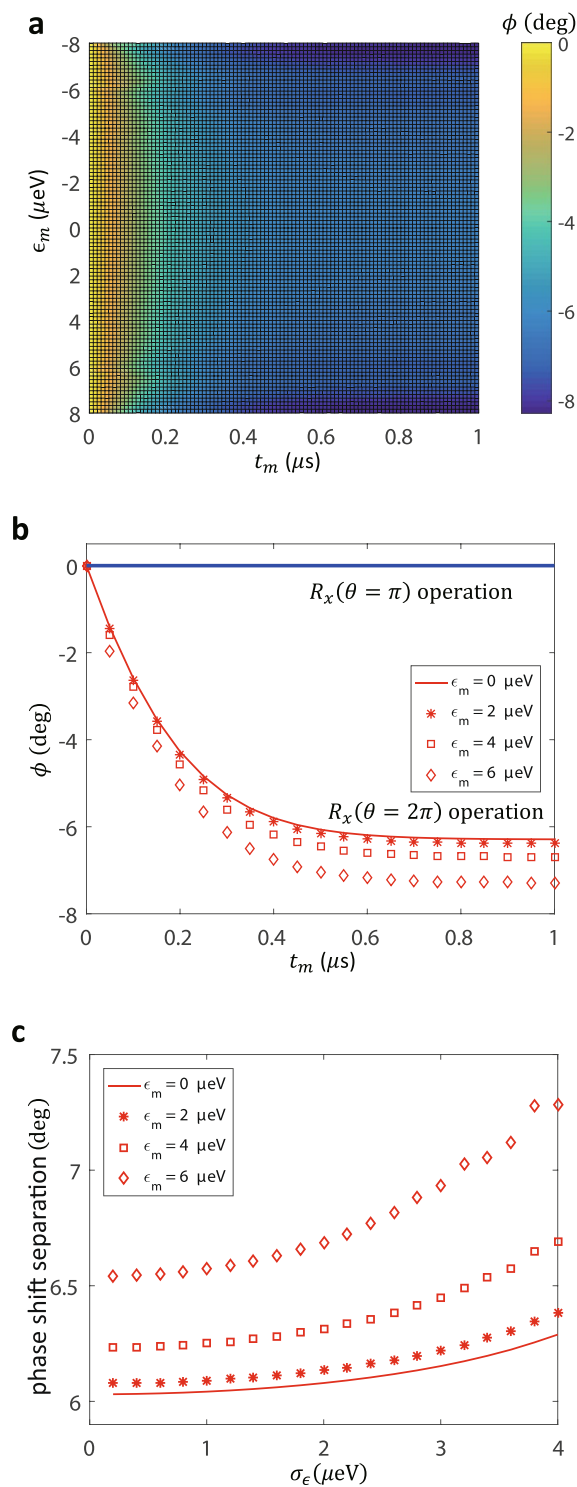 a
ϕ (deg)
-8
-6
-4
-2
0
2
4
6
8
ϵm (μeV)
0 0.2 0.4 0.6 0.8 1
tm (μs)
0
-2
-4
-6
-8
b
0
-2
-4
-6
-8
ϕ (deg)
Rx(θ = π) operation
ϵm = 0 μeV
ϵm = 2 μeV
ϵm = 4 μeV
ϵm = 6 μeV
Rx(θ = 2π) operation
0 0.2 0.4 0.6 0.8 1
tm (μs)
c
7.5
7
6.5
6
phase shift separation (deg)
ϵm = 0 μeV
ϵm = 2 μeV
ϵm = 4 μeV
ϵm = 6 μeV
0 1 2 3 4
σϵ(μeV)